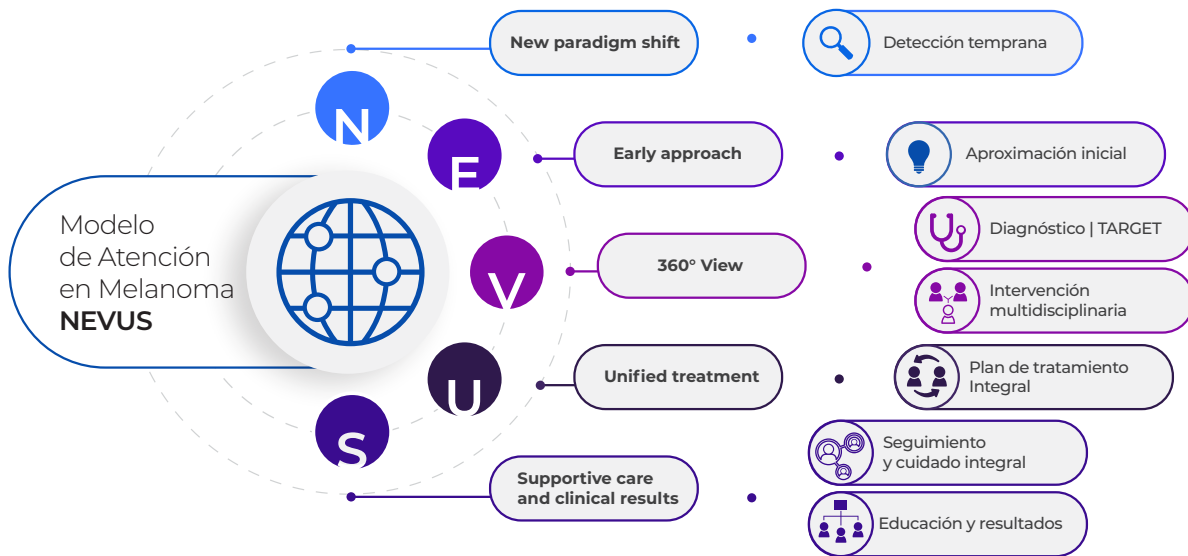 New paradigm shift
Detección temprana
N
E
Early approach
Aproximación inicial
Modelo
de Atención
en Melanoma
NEVUS
V
360° View
Diagnóstico | TARGET
Intervención
multidisciplinaria
U
Unified treatment
Plan de tratamiento
Integral
S
Supportive care
and clinical results
Seguimiento
y cuidado integral
Educación y resultados